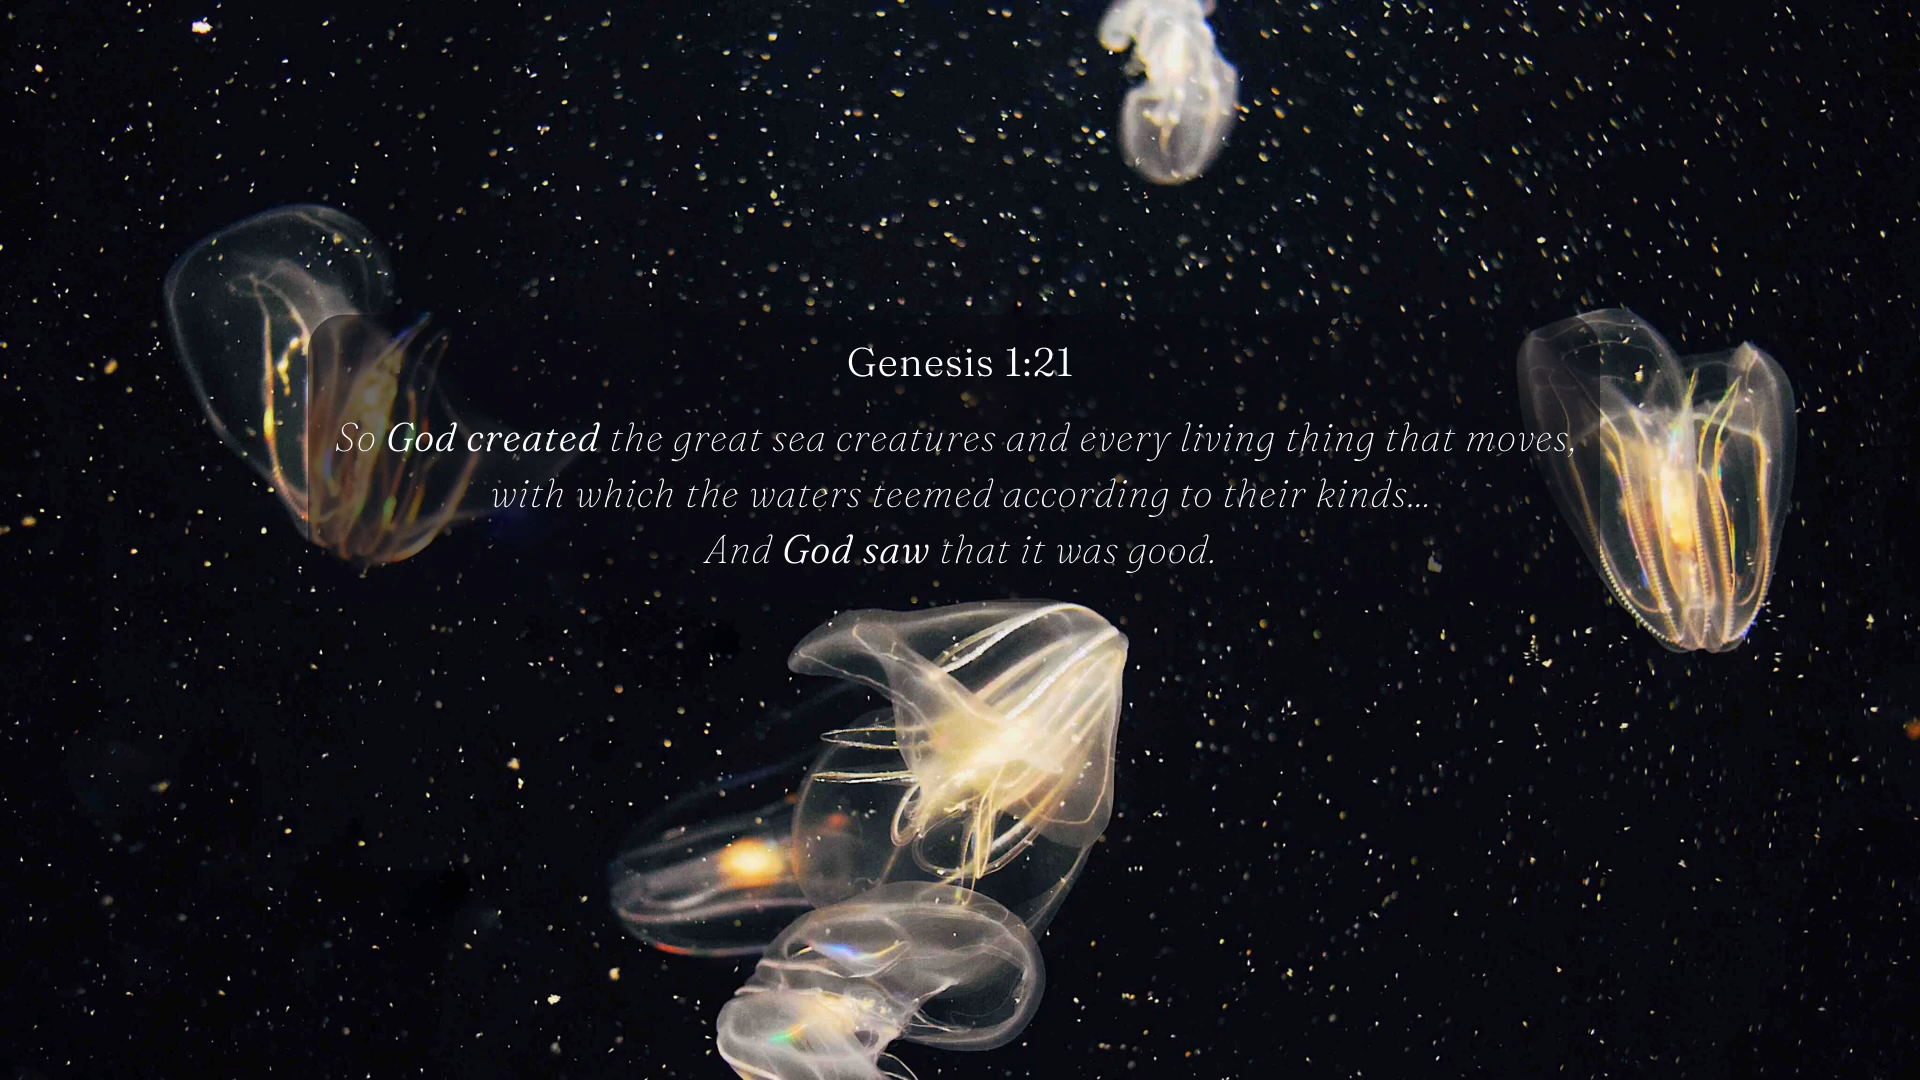 Genesis 1:21
So God created the great sea creatures and every living thing that moves,
with which the waters teemed according to their kinds...
And God saw that it was good.